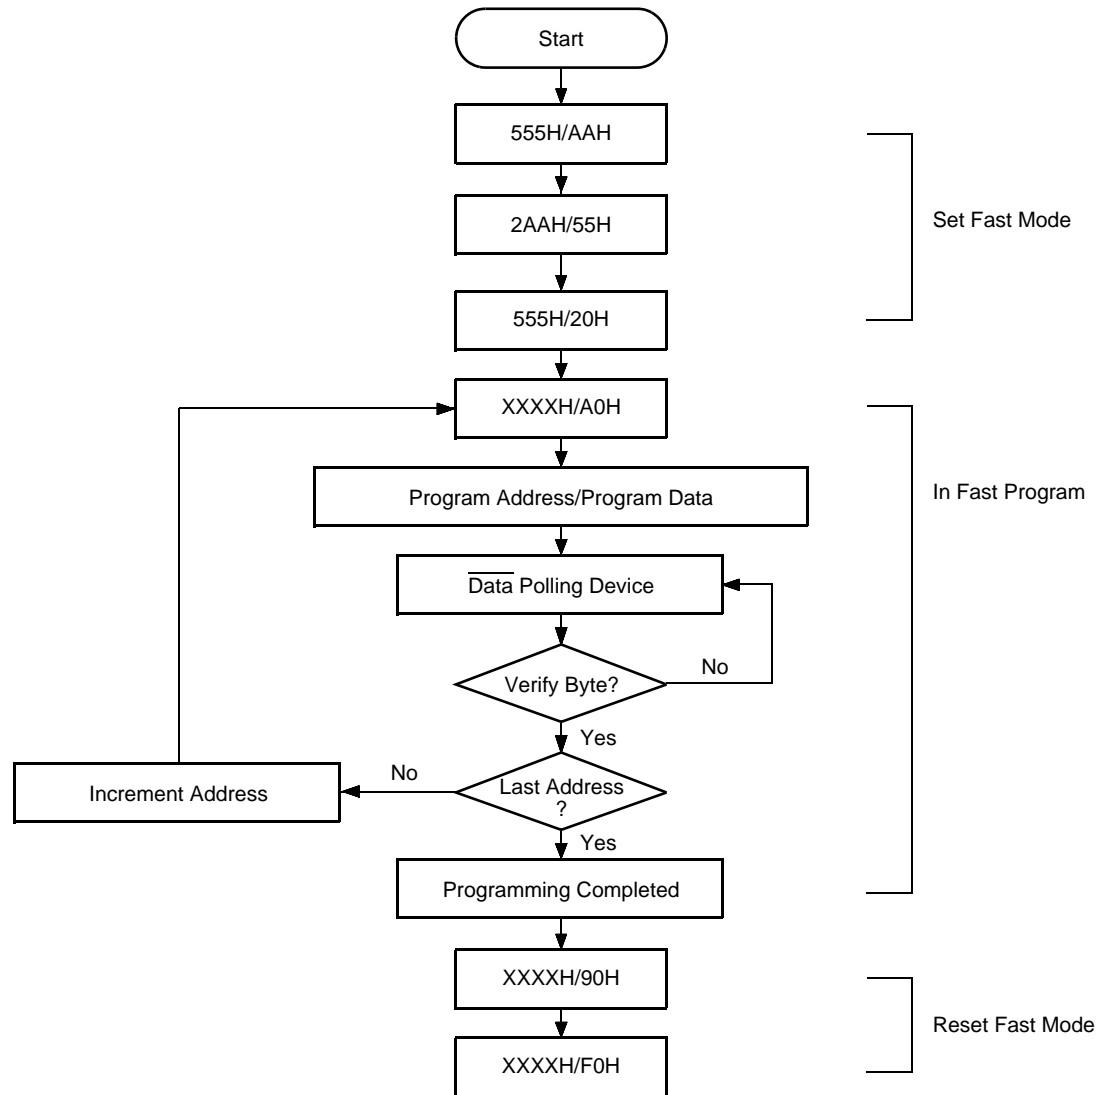 Start
555H/AAH
2AAH/55H
Set Fast Mode
555H/20H
XXXXH/A0H
Program Address/Program Data
In Fast Program
Data Polling Device
Verify Byte?
No
Yes
Last Address
?
No
Increment Address
Yes
Programming Completed
XXXXH/90H
Reset Fast Mode
XXXXH/F0H